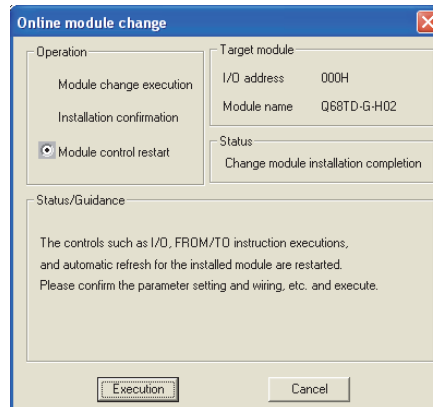 Online module change
Operation
Module change execution
Installation confirmation
Module control restart
Target module
I/O address 000H
Module name Q68TD-G-H02
Status
Change module installation completion
Status/Guidance
The controls such as I/O, FROM/TO instruction executions,
and automatic refresh for the installed module are restarted.
Please confirm the parameter setting and wiring, etc. and execute.
Execution Cancel